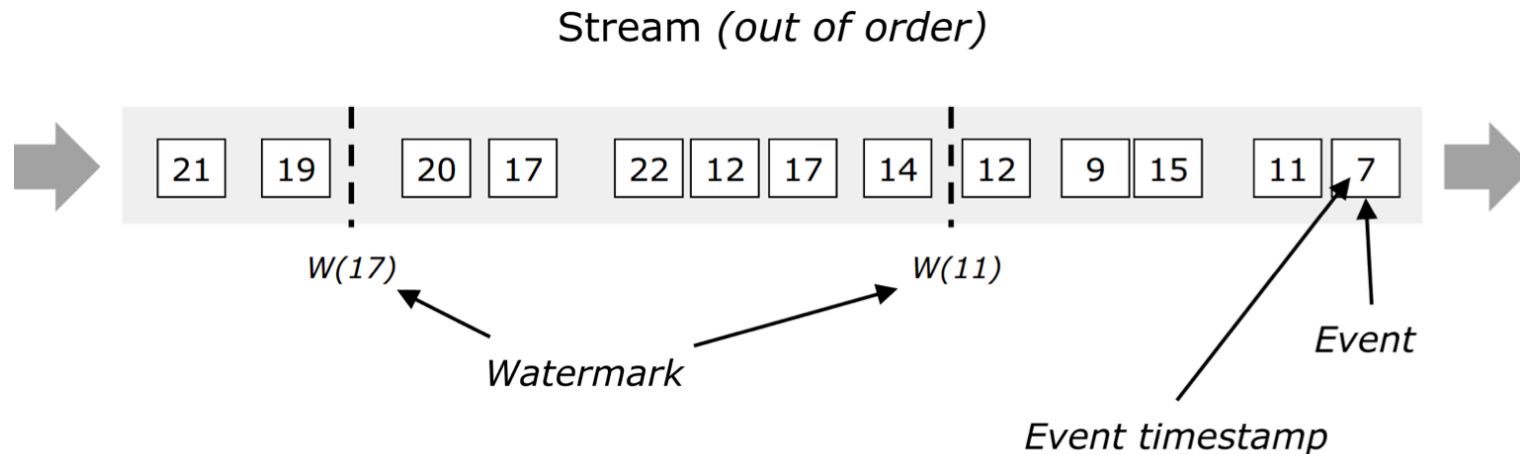 Stream (out of order)
21 19 20 17 22 12 17 14 12 9 15 11 7
W(17) W(11)
Event
Watermark
Event timestamp